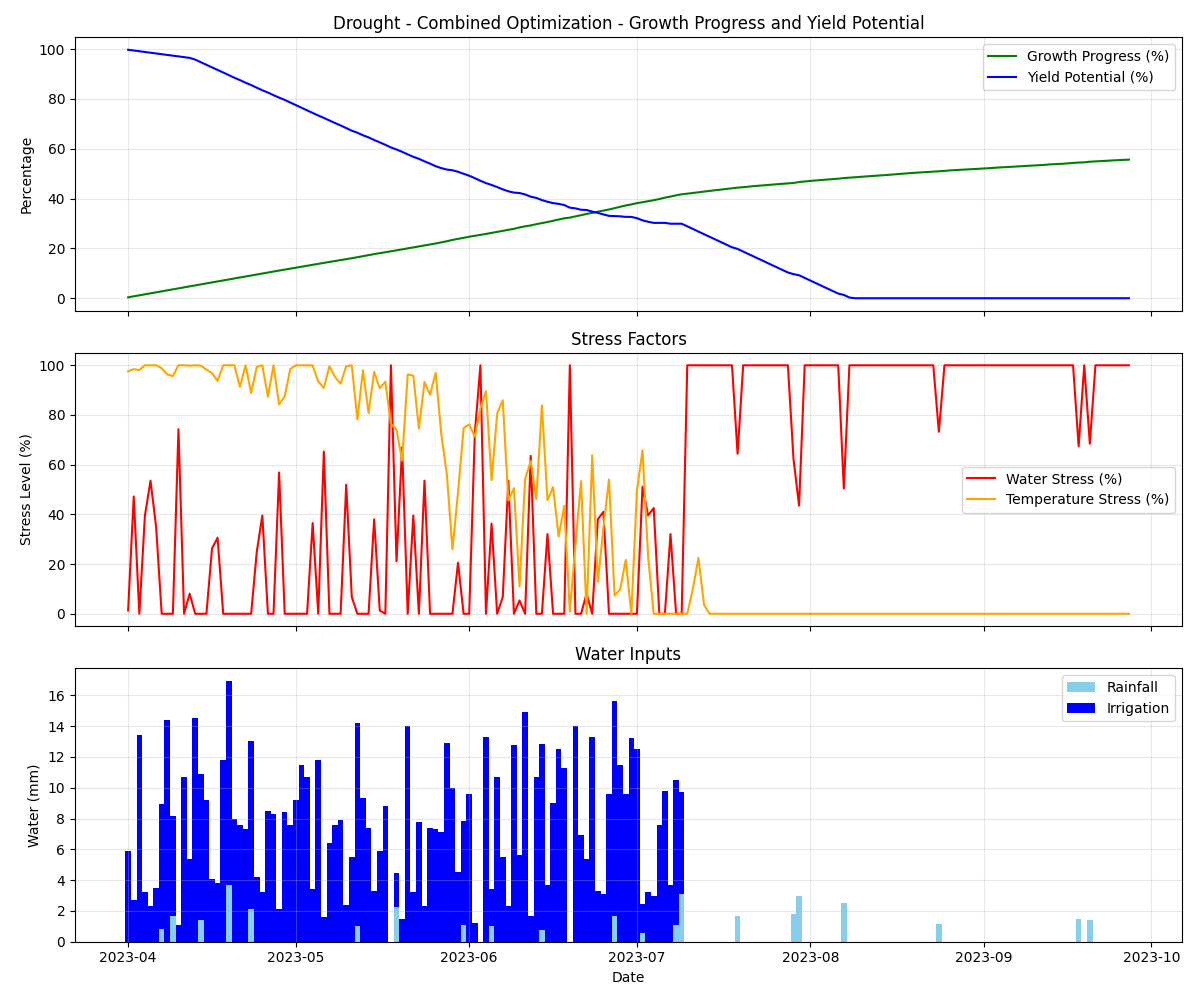 Drought - Combined Optimization - Growth Progress and Yield Potential
100
80
60
40
20
0
Percentage
Growth Progress (%)
Yield Potential (%)
Stress Factors
100
80
60
40
20
0
Stress Level (%)
Water Stress (%)
Temperature Stress (%)
Water Inputs
16
14
12
10
8
6
4
2
0
Water (mm)
Rainfall
Irrigation
2023-04
2023-05
2023-06
2023-07
2023-08
2023-09
2023-10
Date